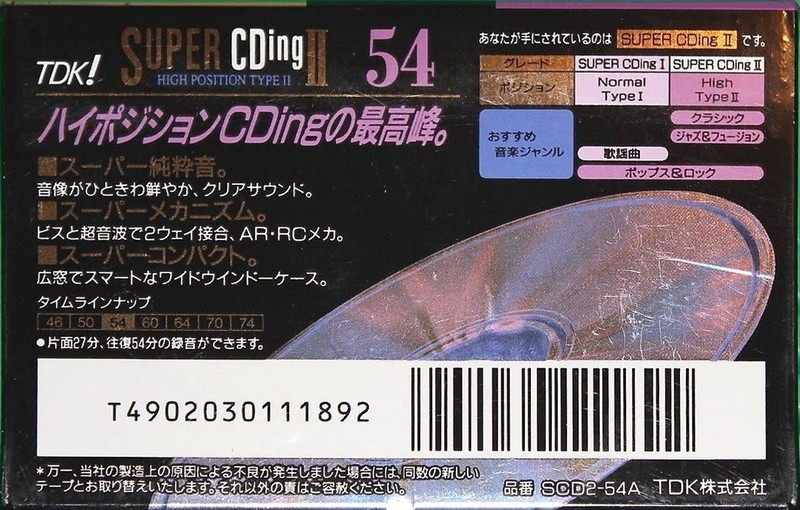 TDK! SUPER CDing II 54
HIGH POSITION TYPE II
ハイポジションCDingの最高峰。
■スーパー純粋音。
音像がひときわ鮮やか、クリアサウンド。
■スーパーメカニズム。
ビスと超音波で2ウェイ接合、AR・RCメカ。
■スーパーコンパクト。
広窓でスマートなワイドウインドーケース。
タイムラインナップ
46 50 54 60 64 70 74
●片面27分、往復54分の録音ができます。
あなたが手にされているのは SUPER CDing II です。
グレード SUPER CDing I SUPER CDing II
ポジション Normal Type I High Type II
おすすめ
音楽ジャンル
クラシック
ジャズ&フュージョン
歌謡曲
ポップス&ロック
T4902030111892
*万一、当社の製造上の原因による不良が発生しました場合には、同数の新しい
テープとお取り替えいたします。それ以外の責はご容赦ください。
品番 SCD2-54A TDK株式会社